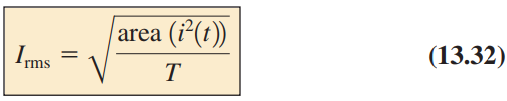 I_rms = √(area (i²(t)) / T) (13.32)